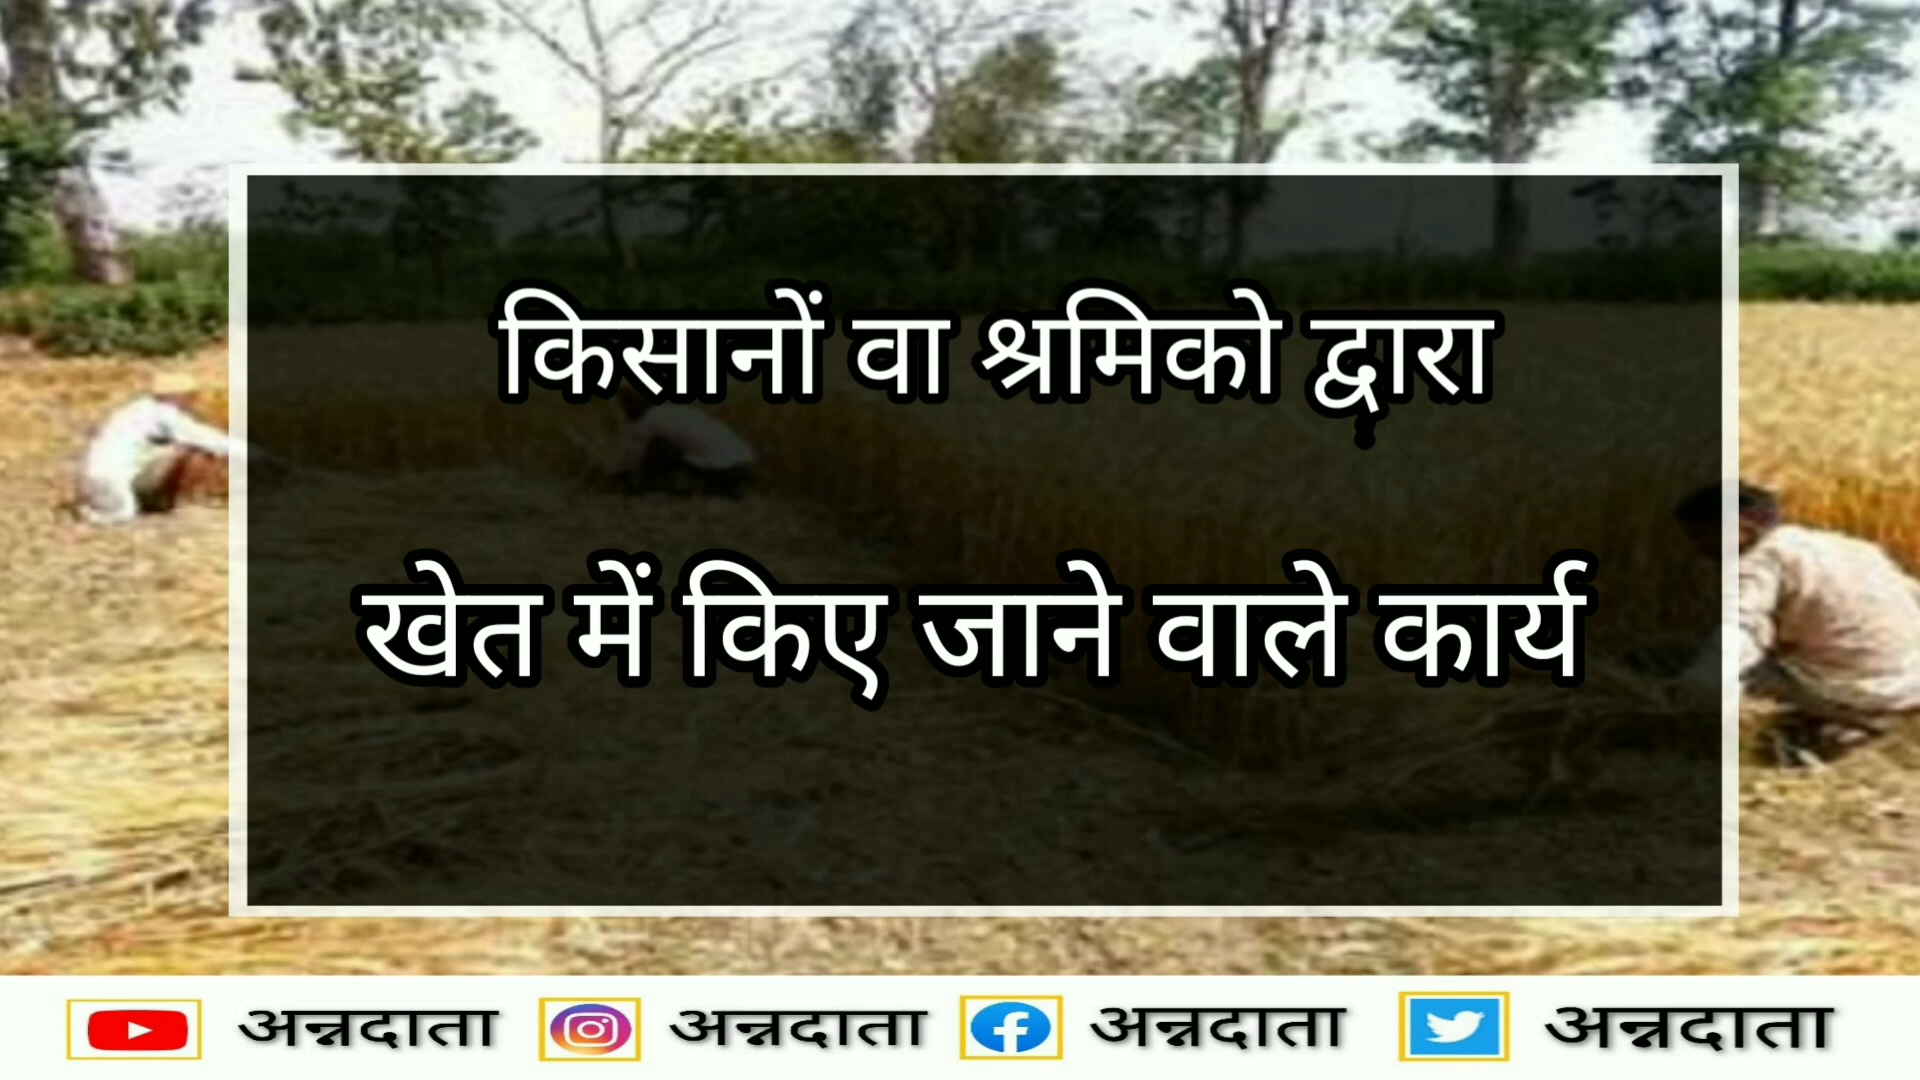 किसानों वा श्रमिको द्वारा
खेत में किए जाने वाले कार्य
अन्नदाता अन्नदाता अन्नदाता अन्नदाता